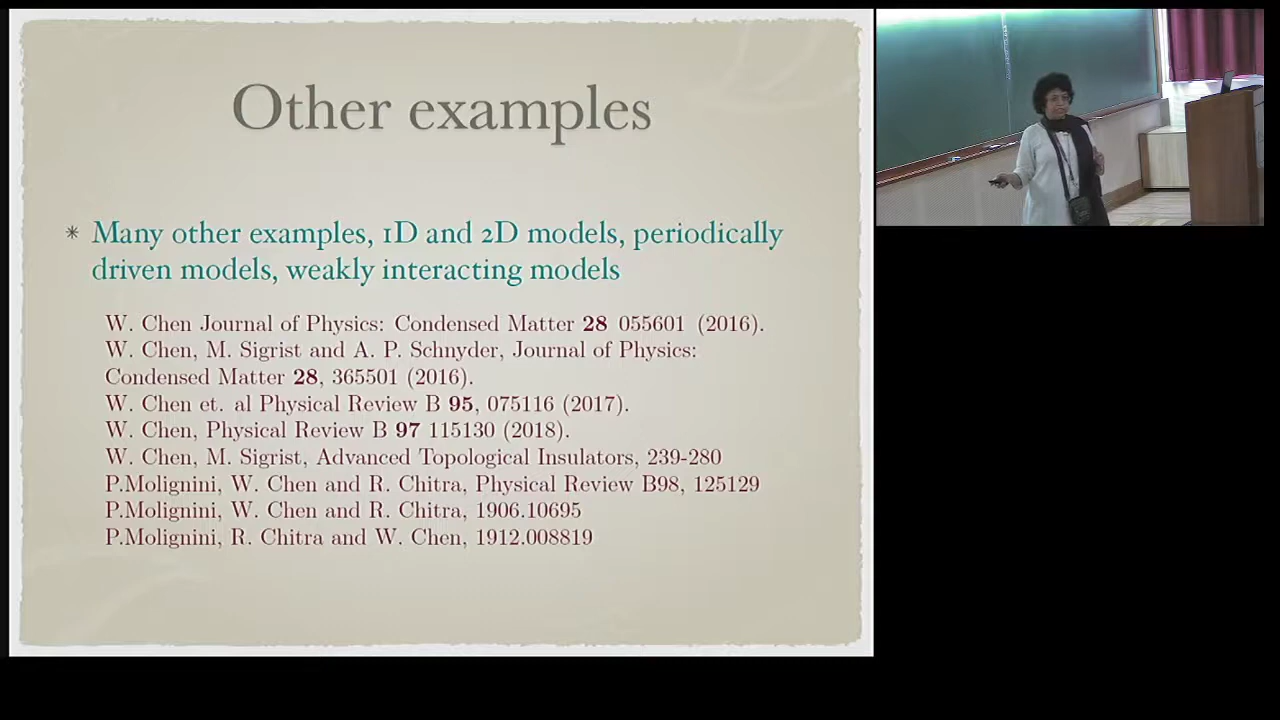 Other examples
* Many other examples, 1D and 2D models, periodically
driven models, weakly interacting models
W. Chen Journal of Physics: Condensed Matter 28 055601 (2016).
W. Chen, M. Sigrist and A. P. Schnyder, Journal of Physics:
Condensed Matter 28, 365501 (2016).
W. Chen et. al Physical Review B 95, 075116 (2017).
W. Chen, Physical Review B 97 115130 (2018).
W. Chen, M. Sigrist, Advanced Topological Insulators, 239-280
P.Molignini, W. Chen and R. Chitra, Physical Review B98, 125129
P.Molignini, W. Chen and R. Chitra, 1906.10695
P.Molignini, R. Chitra and W. Chen, 1912.008819